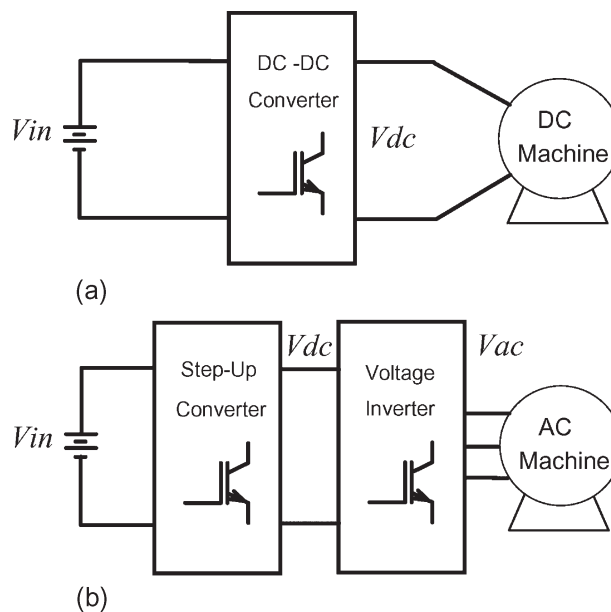 DC -DC
Converter
Vin
Vdc
DC
Machine
(a)
Step-Up
Converter
Vdc
Voltage
Inverter
Vac
Vin
AC
Machine
(b)